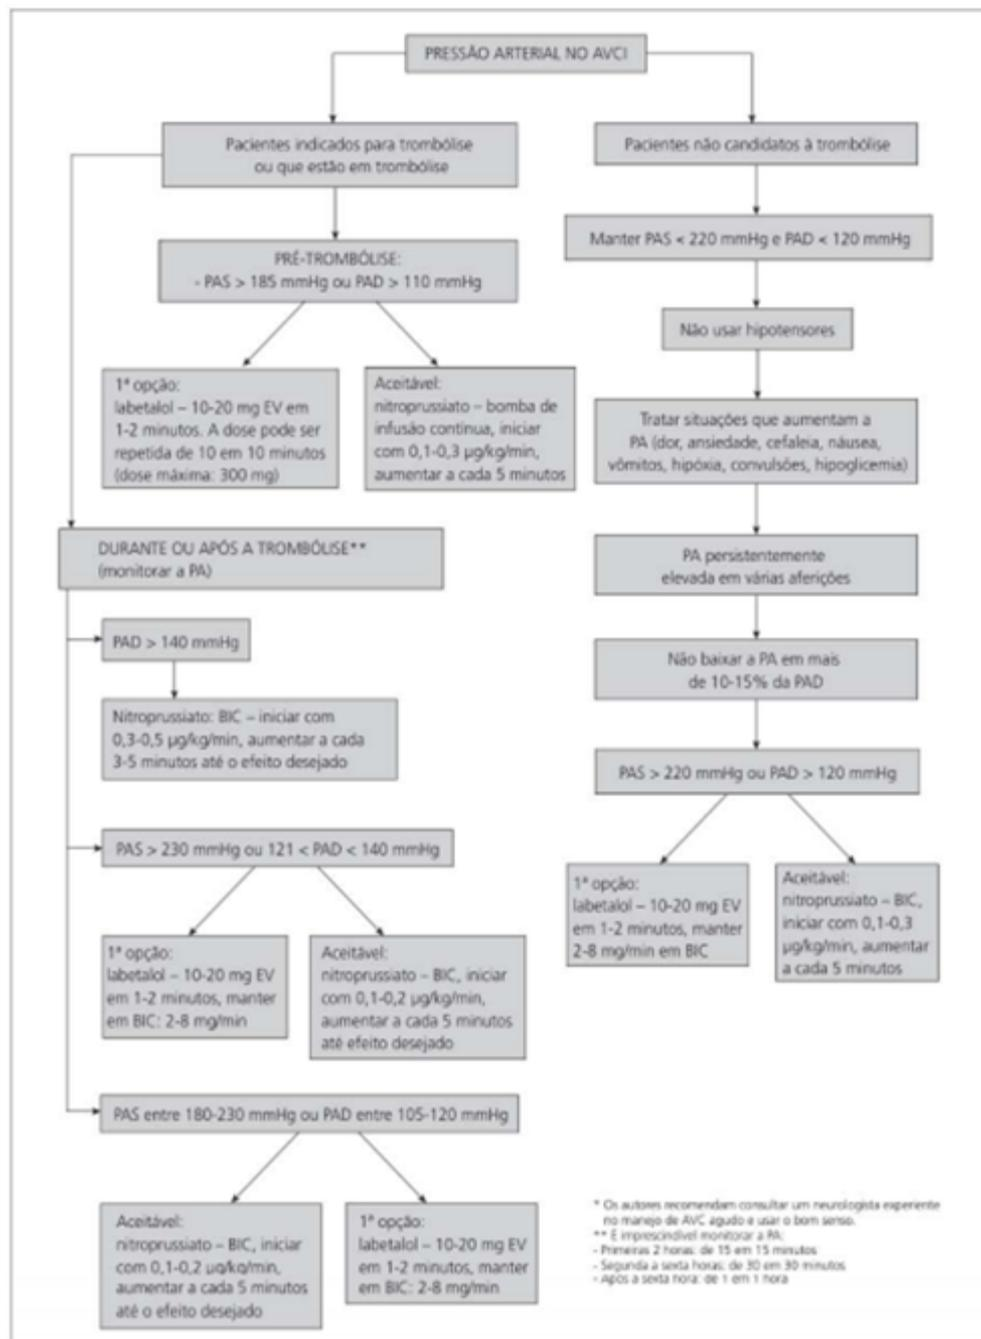 PRESSÃO ARTERIAL NO AVCI
Pacientes indicados para trombólise
ou que estão em trombólise
PRÉ-TROMBÓLISE:
- PAS > 185 mmHg ou PAD > 110 mmHg
1ª opção:
labetalol – 10-20 mg EV em
1-2 minutos. A dose pode ser
repetida de 10 em 10 minutos
(dose máxima: 300 mg)
Aceitável:
nitroprussiato – bomba de
infusão contínua, iniciar
com 0,1-0,3 µg/kg/min,
aumentar a cada 5 minutos
DURANTE OU APÓS A TROMBÓLISE**
(monitorar a PA)
PAD > 140 mmHg
Nitroprussiato: BIC – iniciar com
0,3-0,5 µg/kg/min, aumentar a cada
3-5 minutos até o efeito desejado
PAS > 230 mmHg ou 121 < PAD < 140 mmHg
1ª opção:
labetalol – 10-20 mg EV
em 1-2 minutos, manter
em BIC: 2-8 mg/min
Aceitável:
nitroprussiato – BIC, iniciar
com 0,1-0,2 µg/kg/min,
aumentar a cada 5 minutos
até efeito desejado
PAS entre 180-230 mmHg ou PAD entre 105-120 mmHg
Aceitável:
nitroprussiato – BIC, iniciar
com 0,1-0,2 µg/kg/min,
aumentar a cada 5 minutos
até o efeito desejado
1ª opção:
labetalol – 10-20 mg EV
em 1-2 minutos, manter
em BIC: 2-8 mg/min
Pacientes não candidatos à trombólise
Manter PAS < 220 mmHg e PAD < 120 mmHg
Não usar hipotensores
Tratar situações que aumentam a
PA (dor, ansiedade, cefaleia, náusea,
vômitos, hipóxia, convulsões, hipoglicemia)
PA persistentemente
elevada em várias aferições
Não baixar a PA em mais
de 10-15% da PAD
PAS > 220 mmHg ou PAD > 120 mmHg
1ª opção:
labetalol – 10-20 mg EV
em 1-2 minutos, manter
2-8 mg/min em BIC
Aceitável:
nitroprussiato – BIC,
iniciar com 0,1-0,3
µg/kg/min, aumentar
a cada 5 minutos
* Os autores recomendam consultar um neurologista experiente
no manejo de AVC agudo e usar o bom senso.
** É imprescindível monitorar a PA:
- Primeiras 2 horas: de 15 em 15 minutos
- Segunda a sexta horas: de 30 em 30 minutos
- Após a sexta hora: de 1 em 1 hora